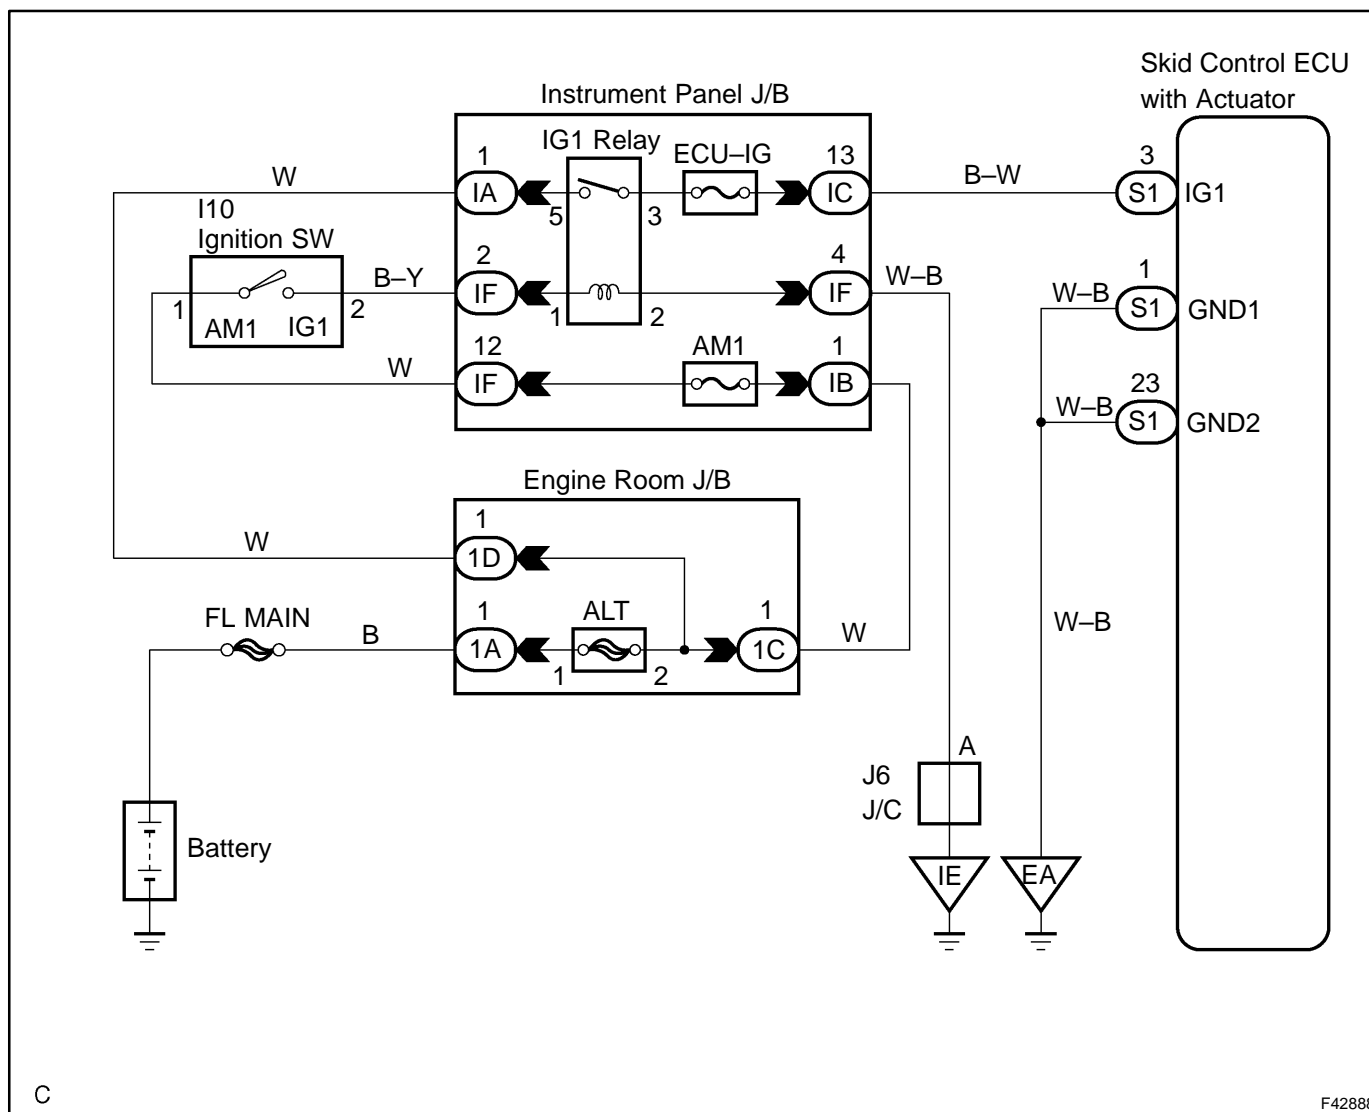 Skid Control ECU
with Actuator
Instrument Panel J/B
IG1 Relay
ECU–IG
1
IA
5
3
13
IC
B–W
3
S1
IG1
W
I10
Ignition SW
1
AM1
IG1
2
B–Y
2
IF
1
2
4
IF
W–B
1
W–B
S1
GND1
W
12
IF
AM1
1
IB
23
W–B
S1
GND2
Engine Room J/B
W
1
1D
FL MAIN
B
1
1A
ALT
1
2
1
1C
W
W–B
A
J6
J/C
Battery
IE
EA
C